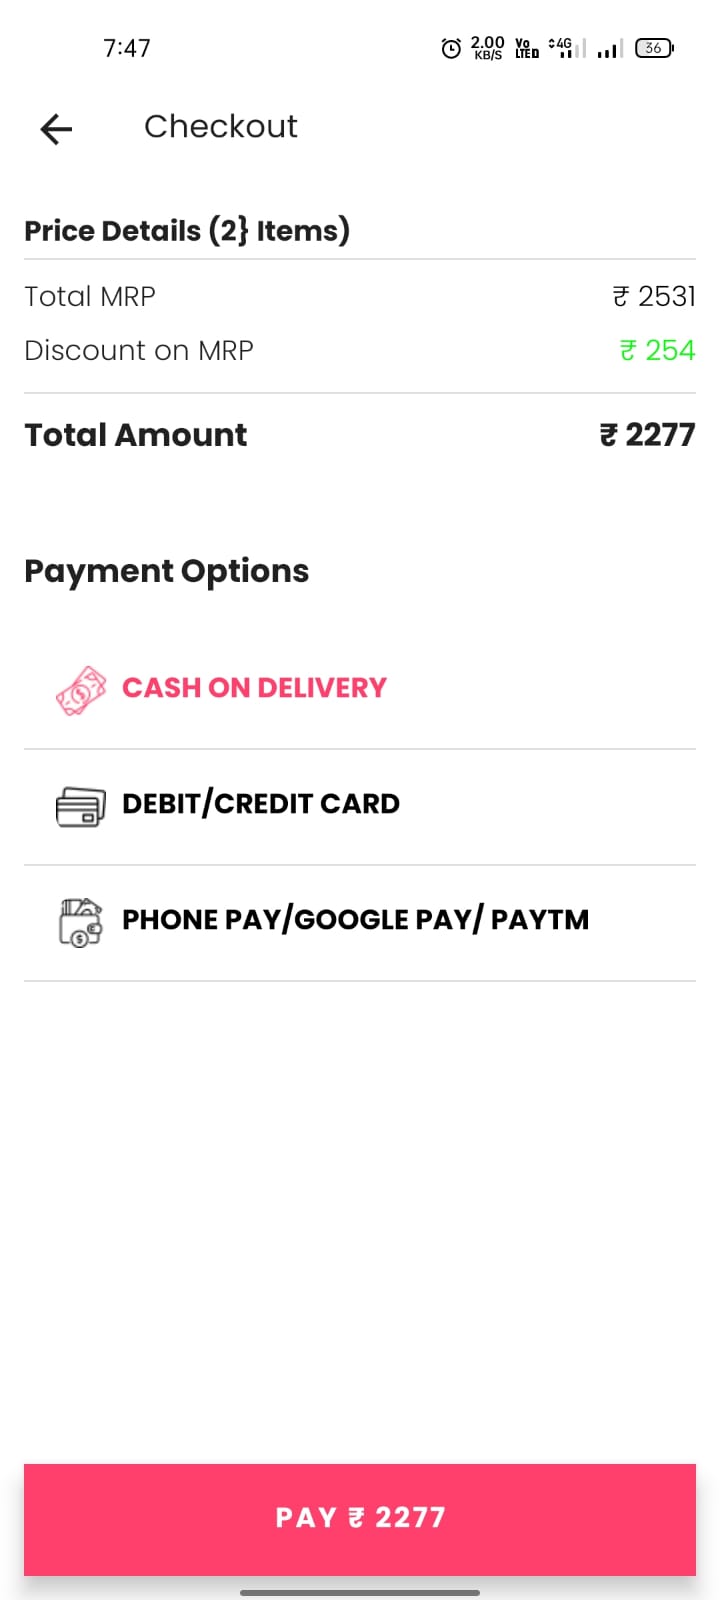 7:47
2.00 KB/S Vo LTED 4G 36
Checkout
Price Details (2} Items)
Total MRP ₹ 2531
Discount on MRP ₹ 254
Total Amount ₹ 2277
Payment Options
CASH ON DELIVERY
DEBIT/CREDIT CARD
PHONE PAY/GOOGLE PAY/ PAYTM
PAY ₹ 2277